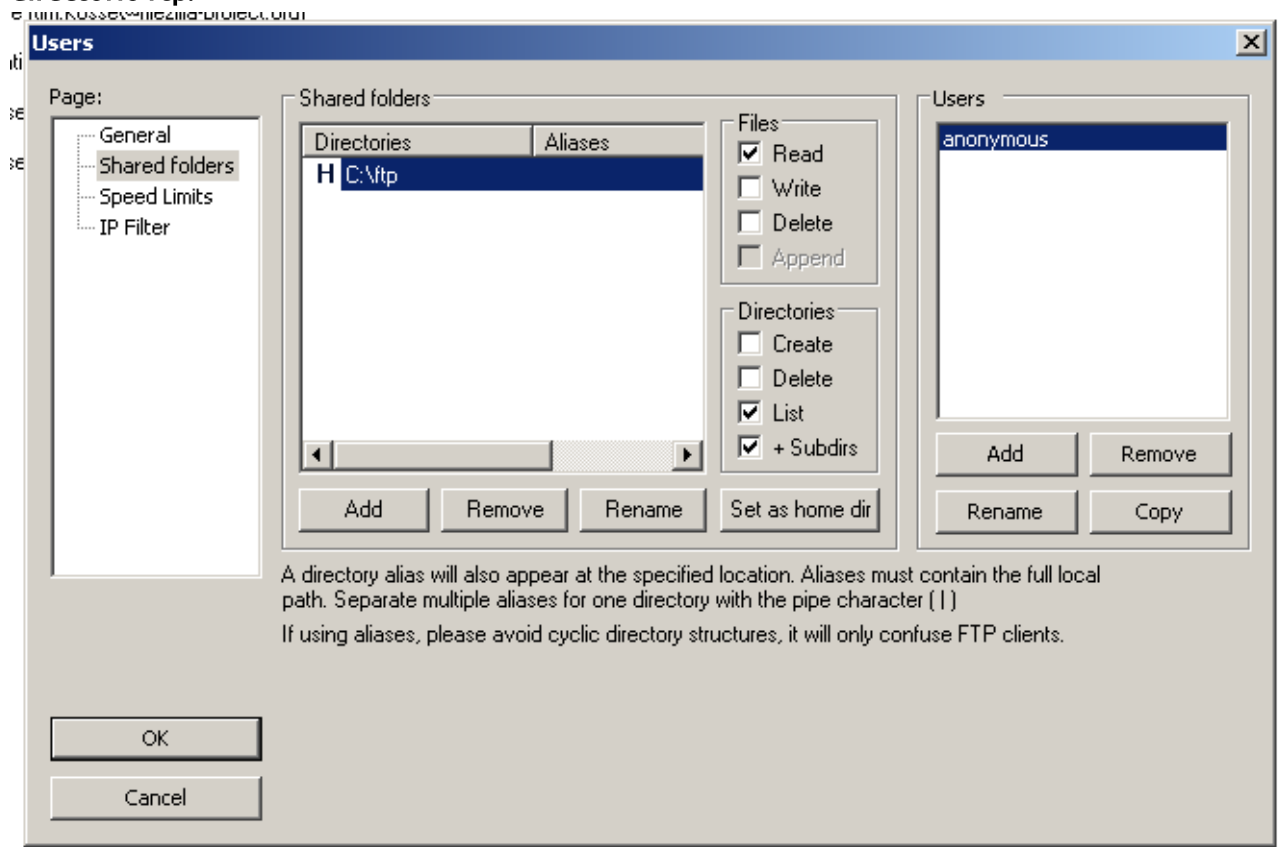 Users
Page:
General
Shared folders
Speed Limits
IP Filter
Shared folders
Directories Aliases
H C:\ftp
Files
Read
Write
Delete
Append
Directories
Create
Delete
List
+ Subdirs
Add Remove Rename Set as home dir
Users
anonymous
Add Remove
Rename Copy
A directory alias will also appear at the specified location. Aliases must contain the full local
path. Separate multiple aliases for one directory with the pipe character ( | )
If using aliases, please avoid cyclic directory structures, it will only confuse FTP clients.
OK
Cancel